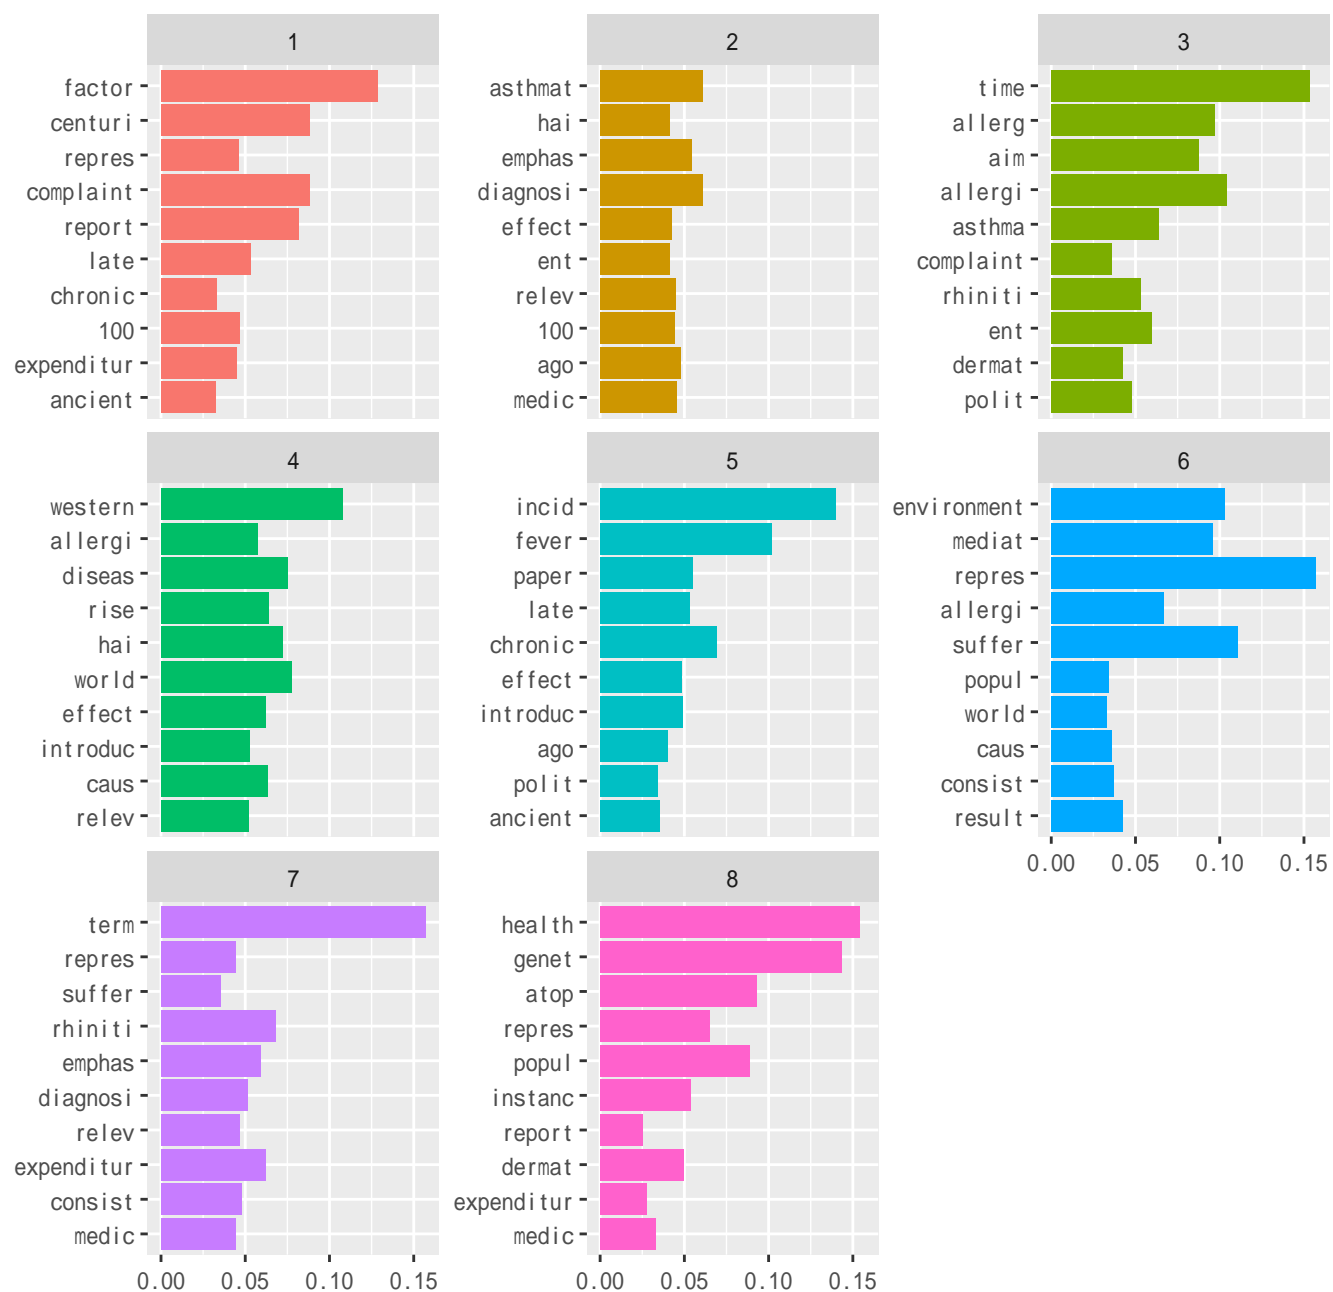 1
factor
centuri
repres
complaint
report
late
chronic
100
expenditur
ancient
2
asthmat
hai
emphas
diagnosi
effect
ent
relev
100
ago
medic
3
time
allerg
aim
allergi
asthma
complaint
rhiniti
ent
dermat
polit
4
western
allergi
diseas
rise
hai
world
effect
introduc
caus
relev
5
incid
fever
paper
late
chronic
effect
introduc
ago
polit
ancient
6
environment
mediat
repres
allergi
suffer
popul
world
caus
consist
result
0.00 0.05 0.10 0.15
7
term
repres
suffer
rhiniti
emphas
diagnosi
relev
expenditur
consist
medic
0.00 0.05 0.10 0.15
8
health
genet
atop
repres
popul
instanc
report
dermat
expenditur
medic
0.00 0.05 0.10 0.15